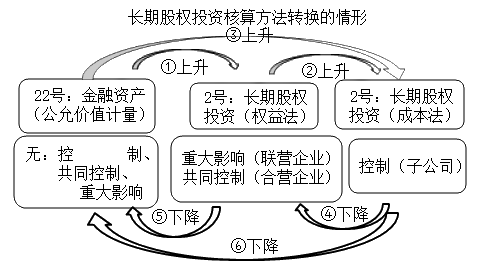 长期股权投资核算方法转换的情形
③上升
①上升
②上升
22号：金融资产
（公允价值计量）
2号：长期股权
投资（权益法）
2号：长期股权
投资（成本法）
无：控 制、
共同控制、
重大影响
重大影响（联营企业）
共同控制（合营企业）
控制（子公司）
⑤下降
④下降
⑥下降